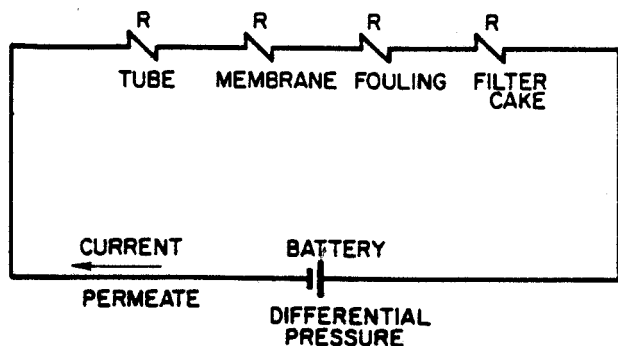 R R R R
TUBE MEMBRANE FOULING FILTER
CAKE
CURRENT BATTERY
PERMEATE
DIFFERENTIAL
PRESSURE